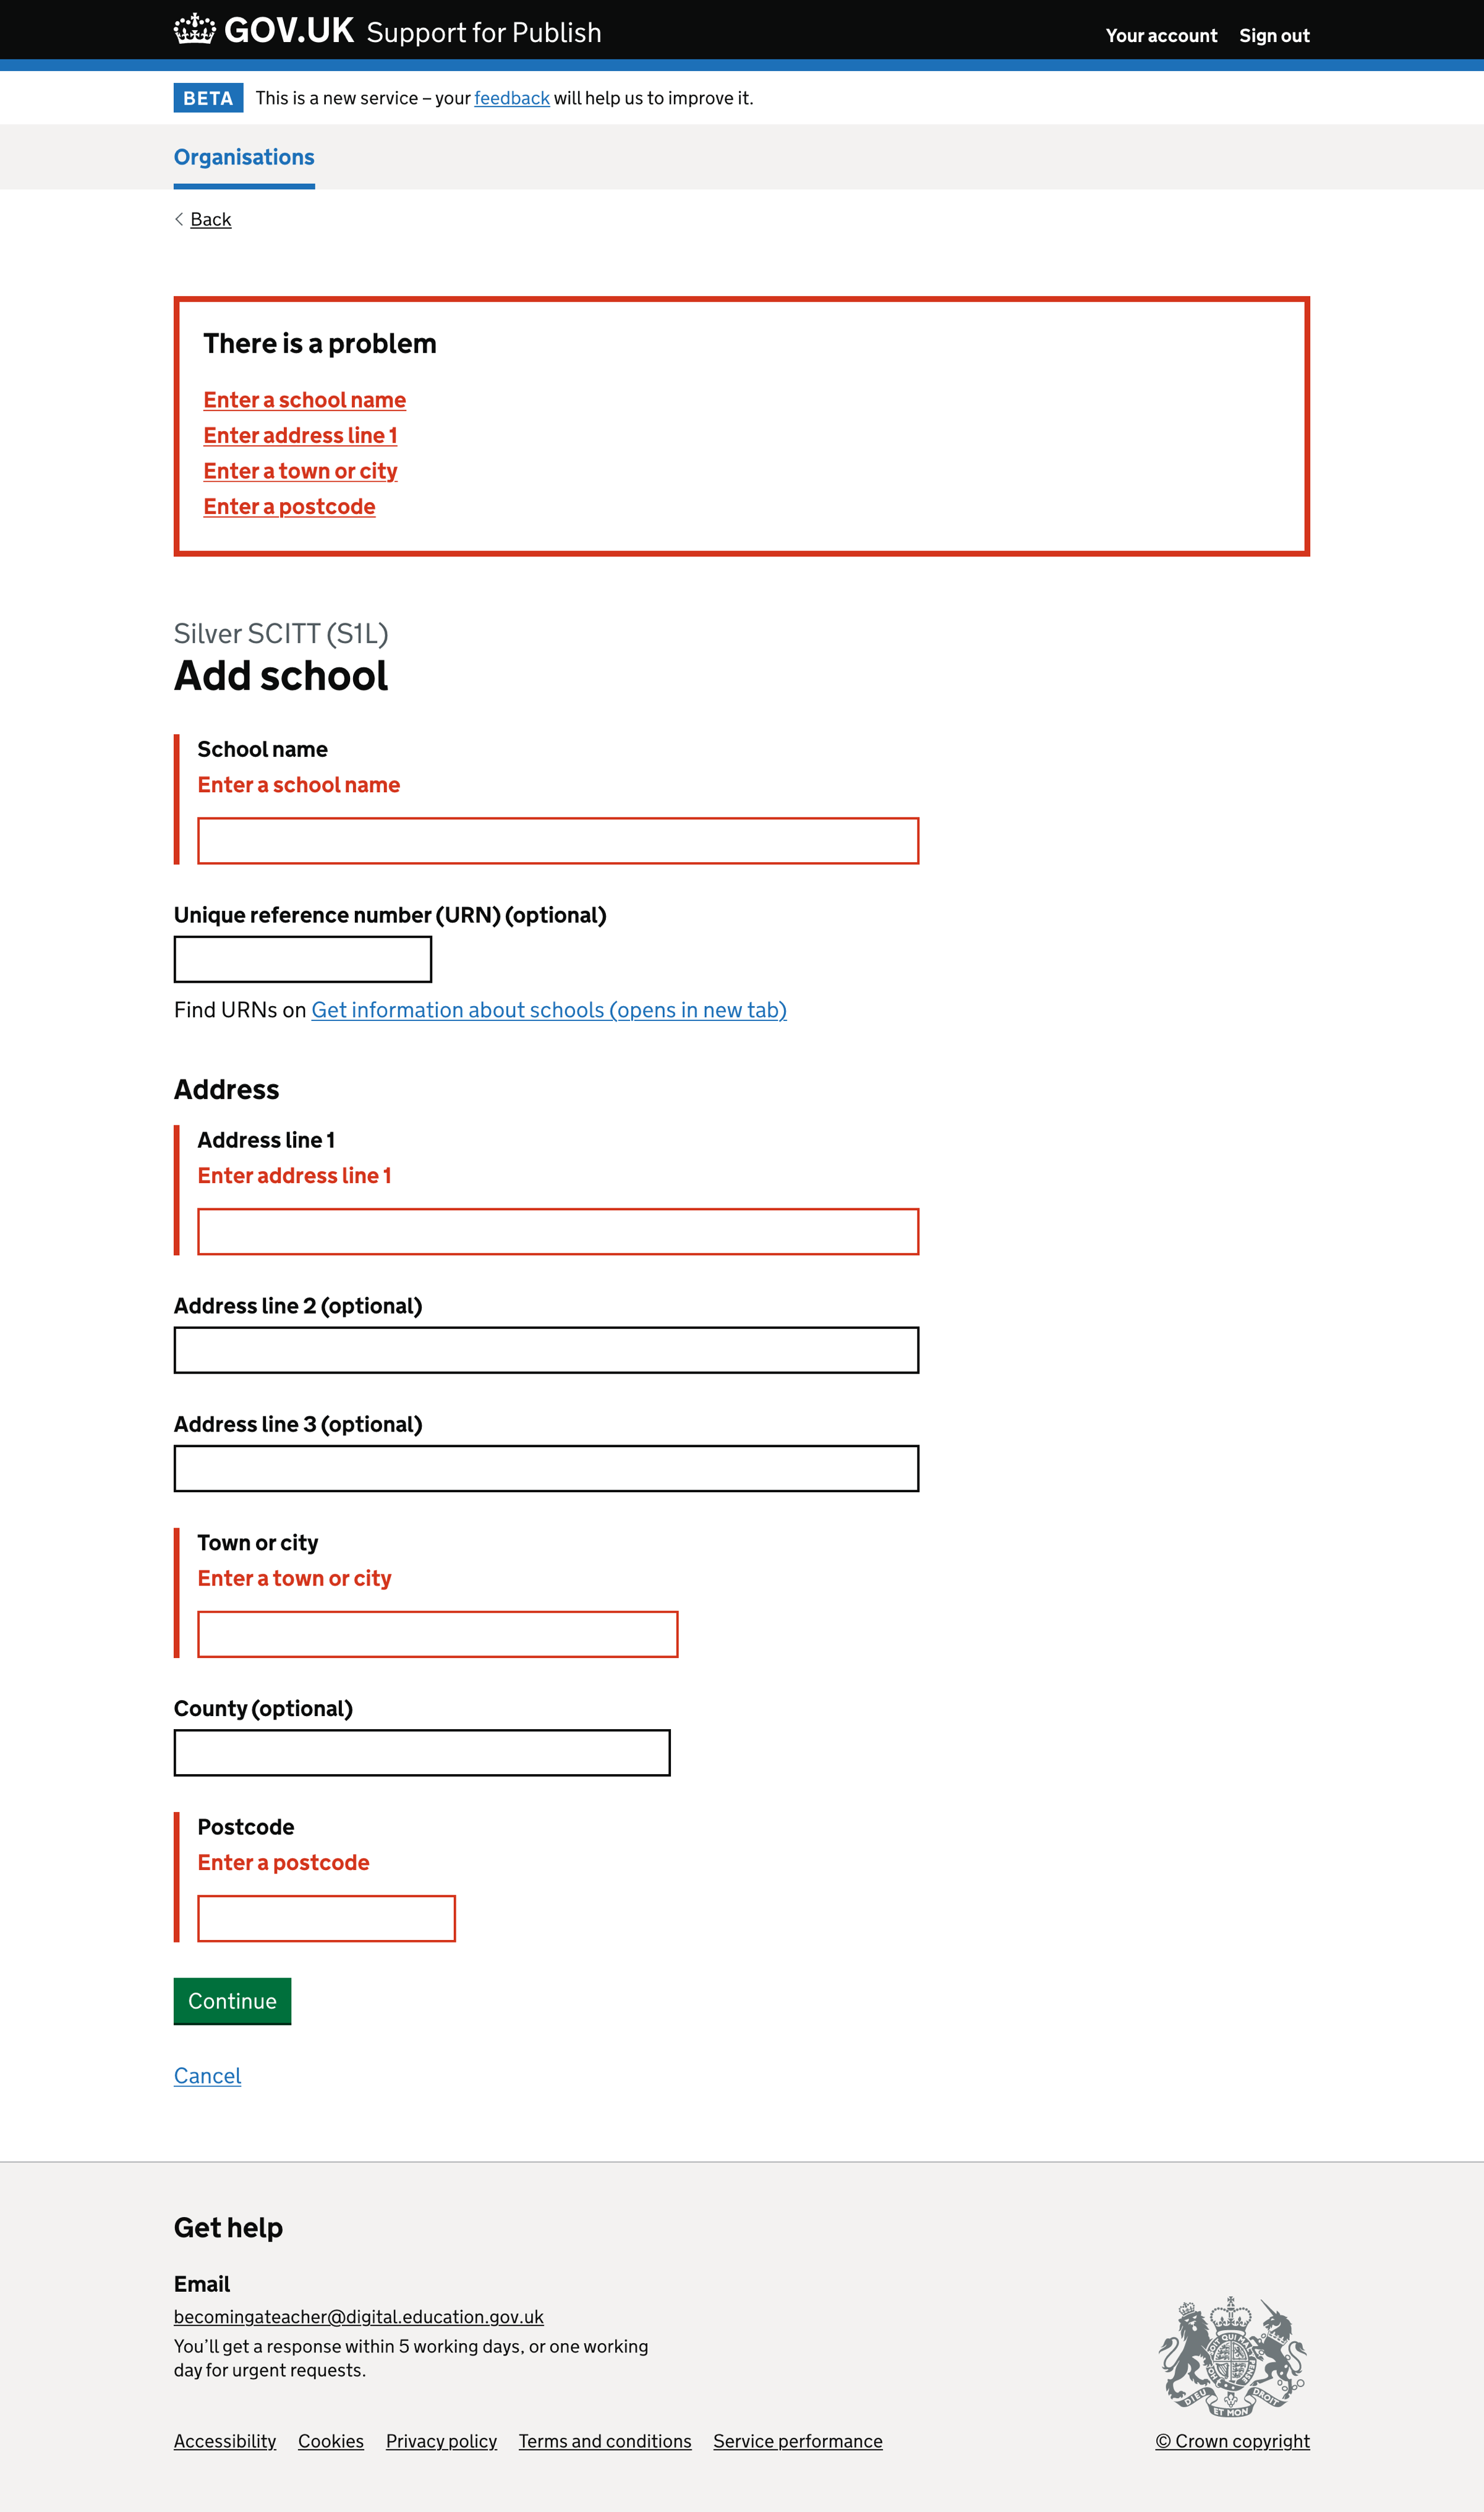 GOV.UK Support for Publish
Your account Sign out
BETA This is a new service – your feedback will help us to improve it.
Organisations
Back
There is a problem
Enter a school name
Enter address line 1
Enter a town or city
Enter a postcode
Silver SCITT (S1L)
Add school
School name
Enter a school name
Unique reference number (URN) (optional)
Find URNs on Get information about schools (opens in new tab)
Address
Address line 1
Enter address line 1
Address line 2 (optional)
Address line 3 (optional)
Town or city
Enter a town or city
County (optional)
Postcode
Enter a postcode
Continue
Cancel
Get help
Email
becomingateacher@digital.education.gov.uk
You’ll get a response within 5 working days, or one working
day for urgent requests.
DIEU ET MON DROIT
Accessibility Cookies Privacy policy Terms and conditions Service performance
© Crown copyright